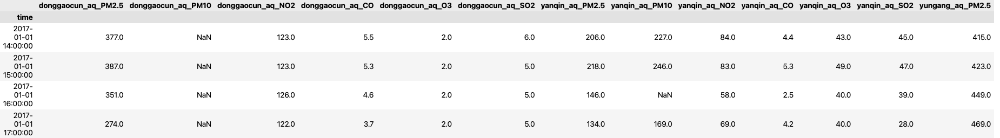 donggaocun_aq_PM2.5 donggaocun_aq_PM10 donggaocun_aq_NO2 donggaocun_aq_CO donggaocun_aq_O3 donggaocun_aq_SO2 yanqin_aq_PM2.5 yanqin_aq_PM10 yanqin_aq_NO2 yanqin_aq_CO yanqin_aq_O3 yanqin_aq_SO2 yungang_aq_PM2.5
time
2017-
01-01 377.0 NaN 123.0 5.5 2.0 6.0 206.0 227.0 84.0 4.4 43.0 45.0 415.0
14:00:00
2017-
01-01 387.0 NaN 123.0 5.3 2.0 5.0 218.0 246.0 83.0 5.3 49.0 47.0 423.0
15:00:00
2017-
01-01 351.0 NaN 126.0 4.6 2.0 5.0 146.0 NaN 58.0 2.5 40.0 39.0 449.0
16:00:00
2017-
01-01 274.0 NaN 122.0 3.7 2.0 5.0 134.0 169.0 69.0 4.2 40.0 28.0 469.0
17:00:00